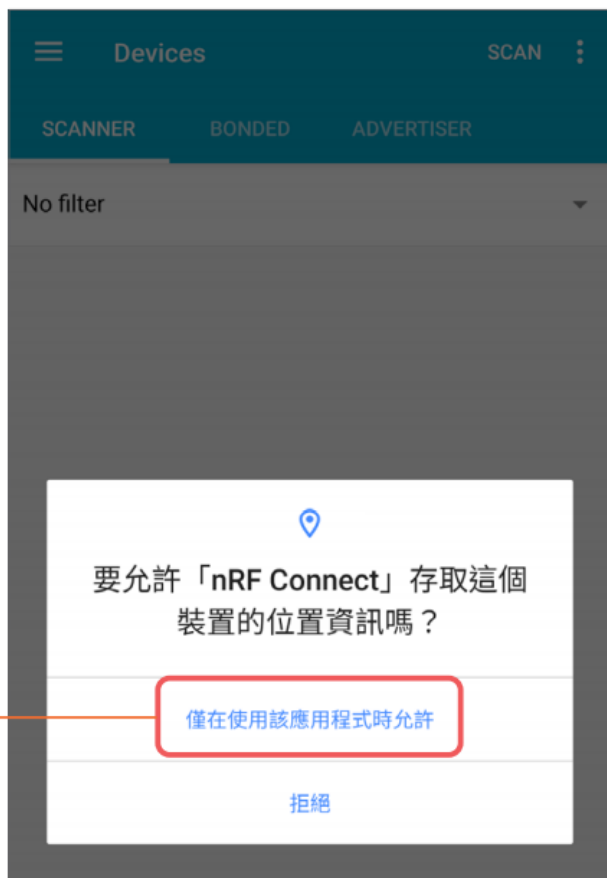 Devices SCAN
SCANNER BONDED ADVERTISER
No filter
要允許「nRF Connect」存取這個
裝置的位置資訊嗎？
僅在使用該應用程式時允許
拒絕